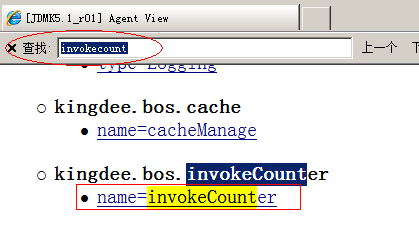 [JDMK5.1_r01] Agent View
查找: invokecount 上一个
type=Logging
kingdee.bos.cache
name=cacheManage
kingdee.bos.invokeCounter
name=invokeCounter